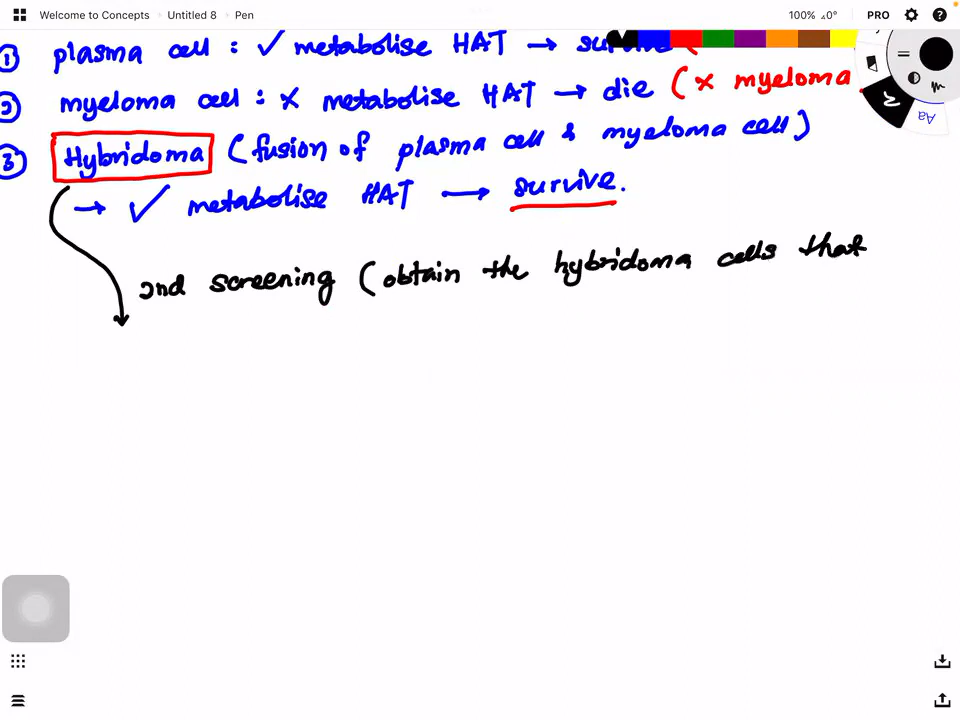 Welcome to Concepts Untitled 8 Pen 100% 0° PRO
① plasma cell : ✓ metabolise HAT → survive (
② myeloma cell : × metabolise HAT → die (× myeloma
③ Hybridoma (fusion of plasma cell & myeloma cell)
→ ✓ metabolise HAT → survive.
2nd screening (obtain the hybridoma cells that
Aa